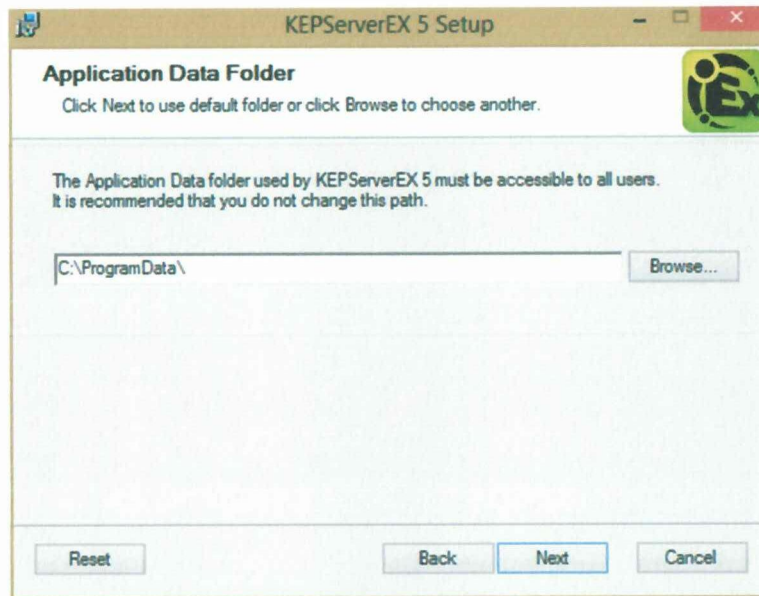 KEPServerEX 5 Setup
Application Data Folder
Click Next to use default folder or click Browse to choose another.
Ex
The Application Data folder used by KEPServerEX 5 must be accessible to all users.
It is recommended that you do not change this path.
C:\ProgramData\
Browse...
Reset
Back
Next
Cancel